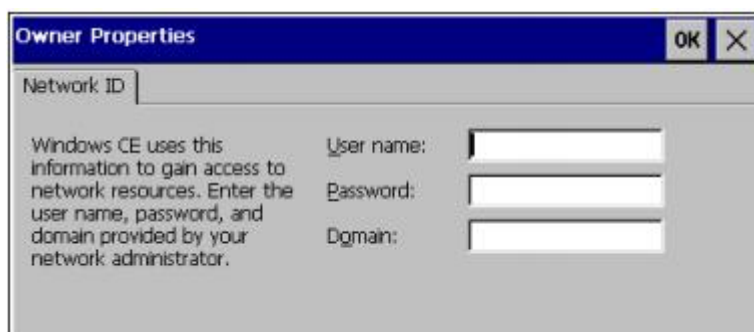 Owner Properties OK ×
Network ID
Windows CE uses this
information to gain access to
network resources. Enter the
user name, password, and
domain provided by your
network administrator.
User name:
Password:
Domain: